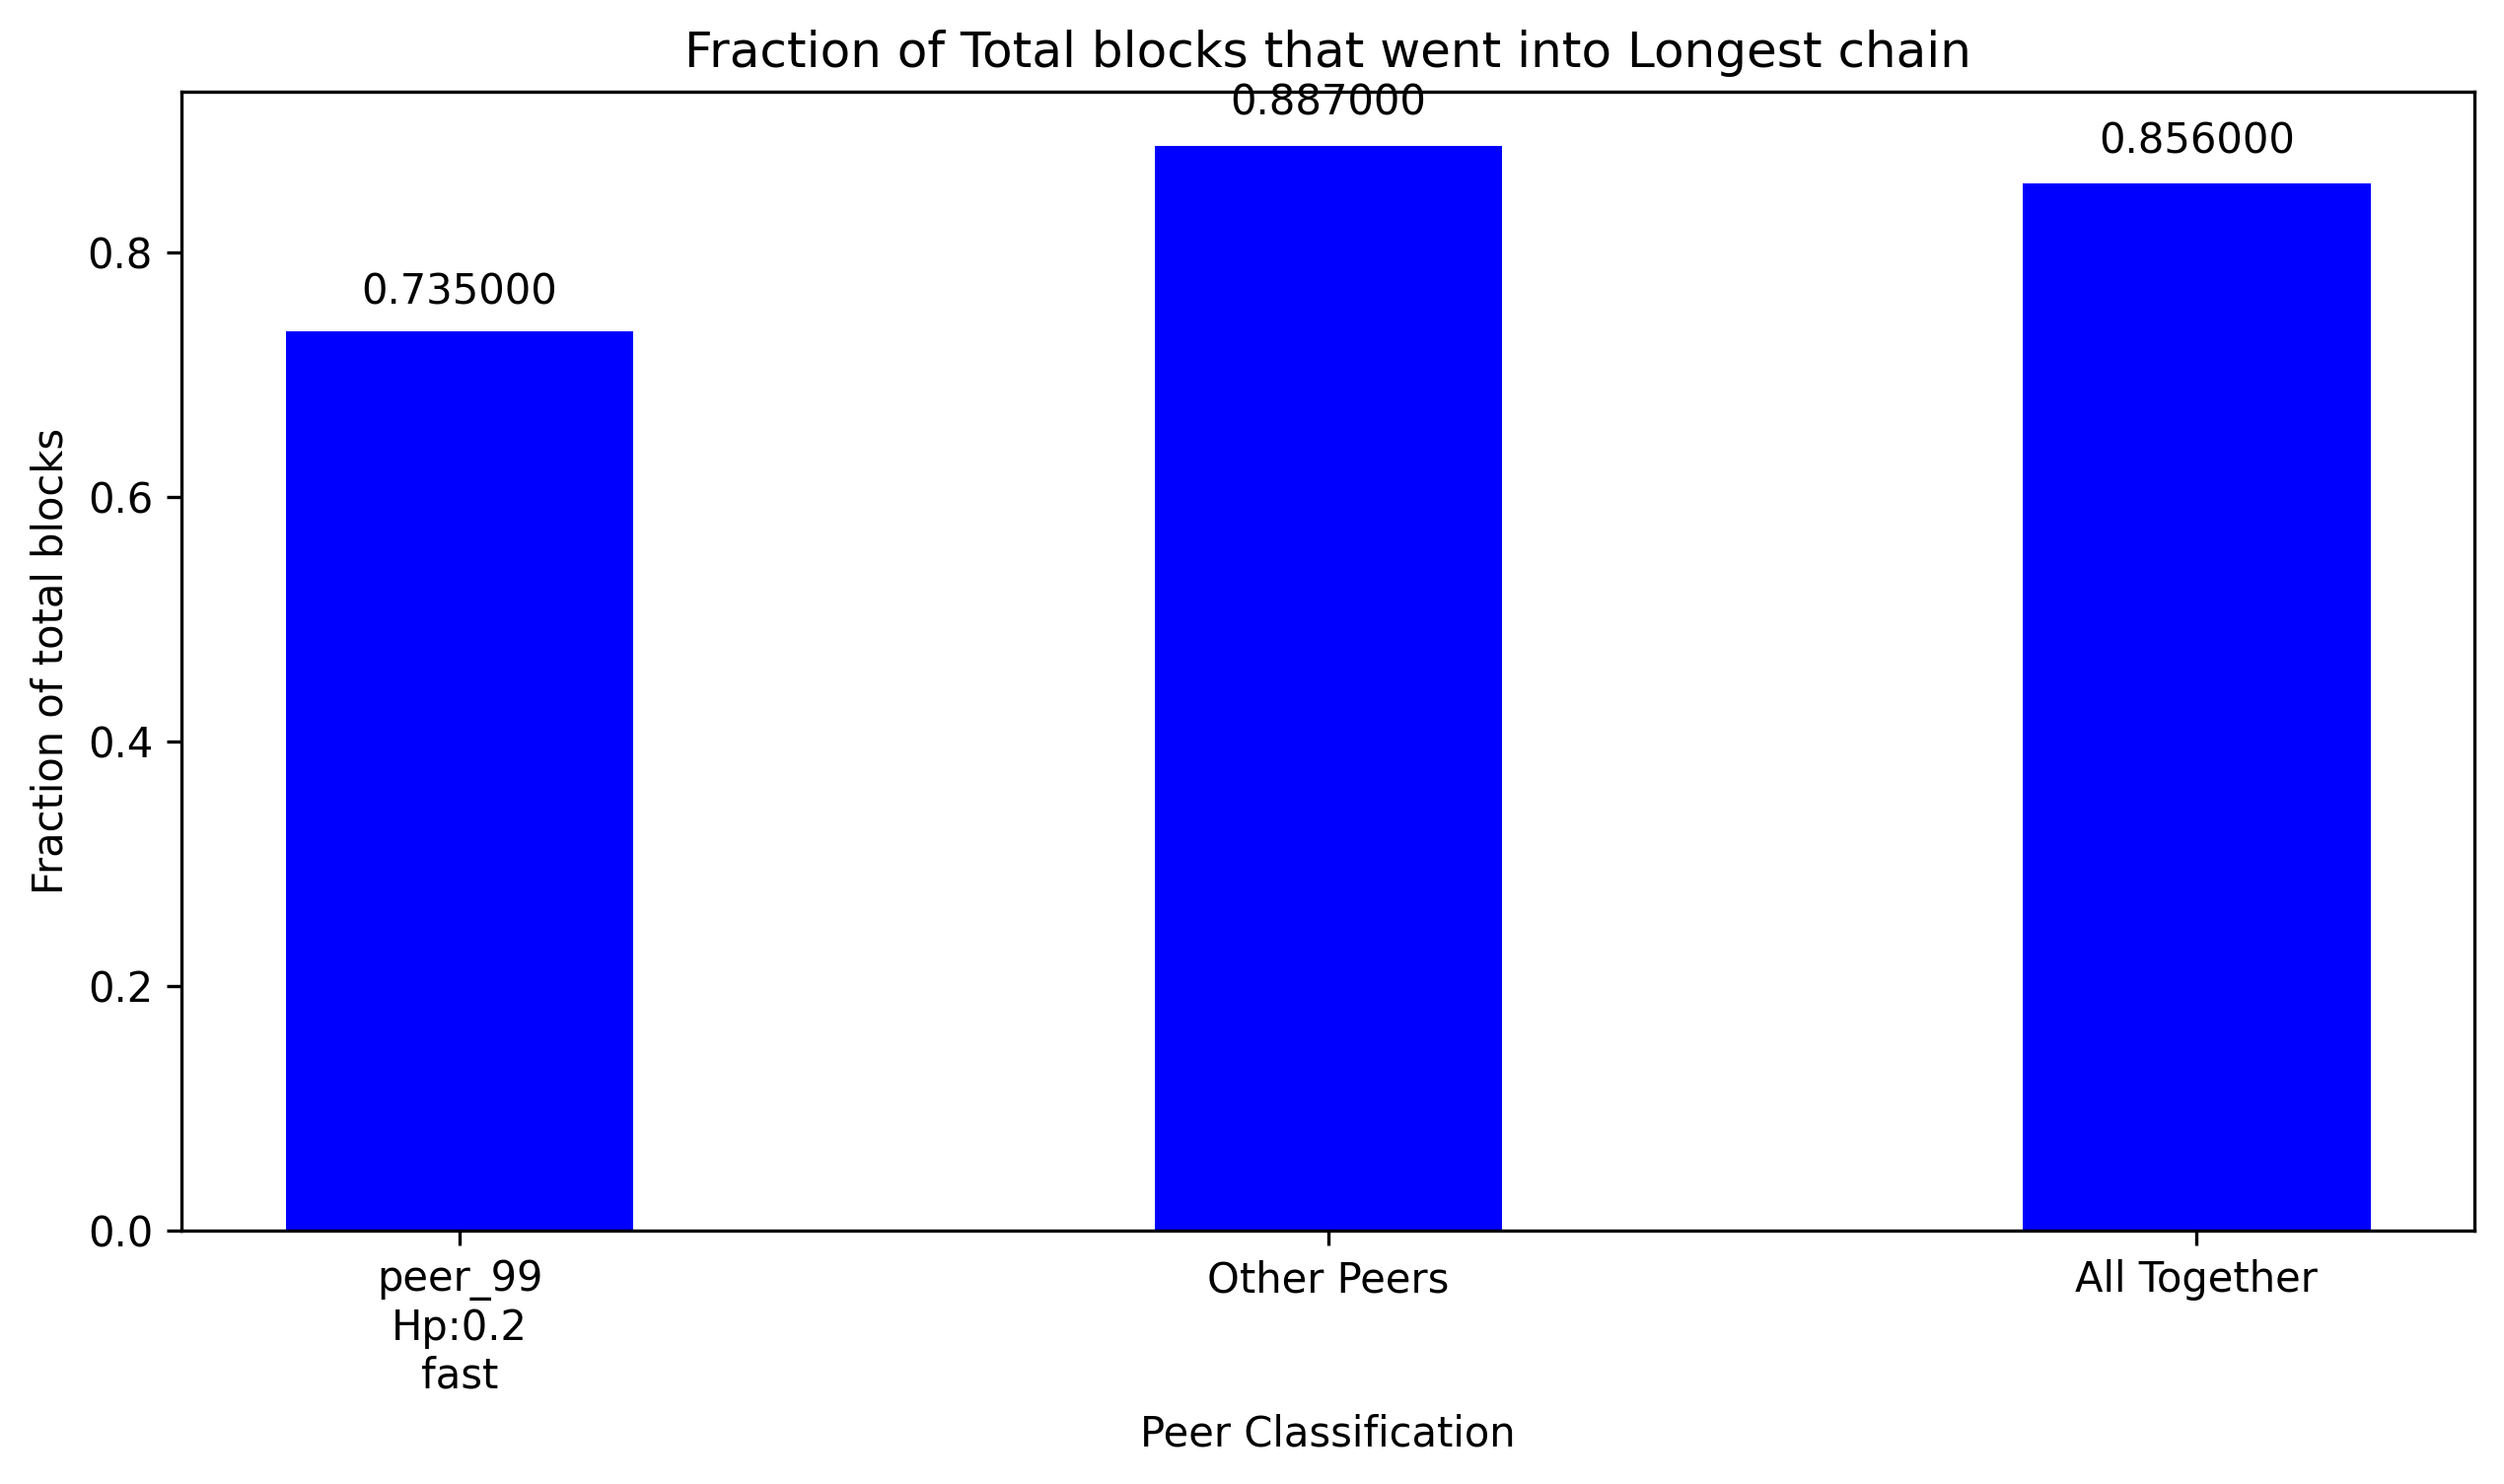 Fraction of Total blocks that went into Longest chain
0.887000
0.856000
0.735000
0.8
0.6
0.4
0.2
0.0
Fraction of total blocks
peer_99
Hp:0.2
fast
Other Peers
All Together
Peer Classification